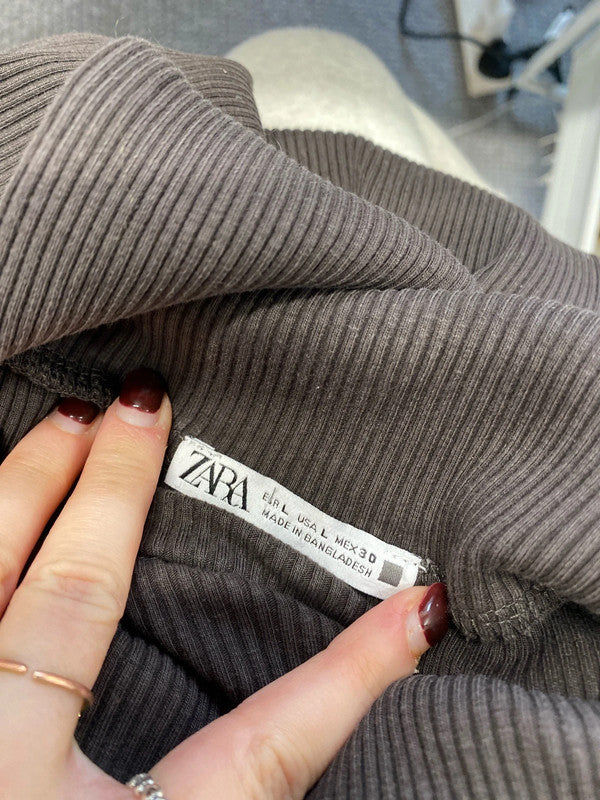 ZARA
EUR L USA L MEX 30
MADE IN BANGLADESH